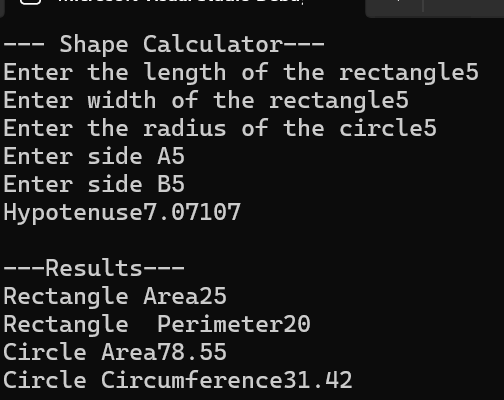 --- Shape Calculator---
Enter the length of the rectangle5
Enter width of the rectangle5
Enter the radius of the circle5
Enter side A5
Enter side B5
Hypotenuse7.07107
---Results---
Rectangle Area25
Rectangle  Perimeter20
Circle Area78.55
Circle Circumference31.42